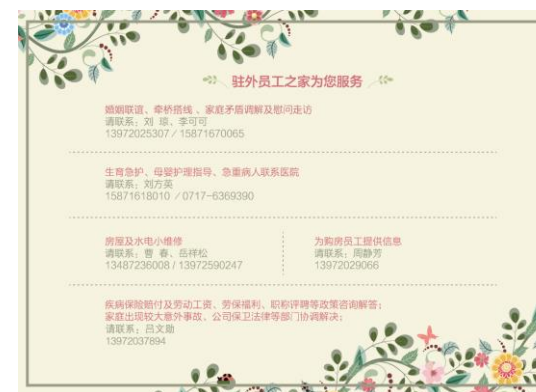 驻外员工之家为您服务
婚姻联谊、牵桥搭线、家庭矛盾调解及慰问走访
请联系：刘 琼、李可可
13972025307 / 15871670065
生育急护、母婴护理指导、急重病人联系医院
请联系：刘方英
15871618010 / 0717-6369390
房屋及水电小维修
请联系：曹 春、岳祥松
13487236008 / 13972590247
为购房员工提供信息
请联系：周静芳
13972029066
疾病保险赔付及劳动工资、劳保福利、职称评聘等政策咨询解答；
家庭出现较大意外事故、公司保卫法律等部门协调解决；
请联系：吕文勋
13972037894